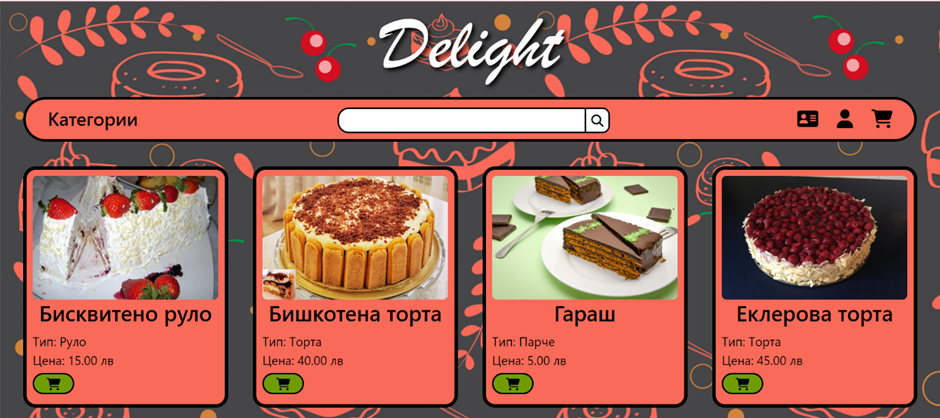 Delight
Категории
Бисквитено руло
Тип: Руло
Цена: 15.00 лв
Бишкотена торта
Тип: Торта
Цена: 40.00 лв
Гараш
Тип: Парче
Цена: 5.00 лв
Еклерова торта
Тип: Торта
Цена: 45.00 лв